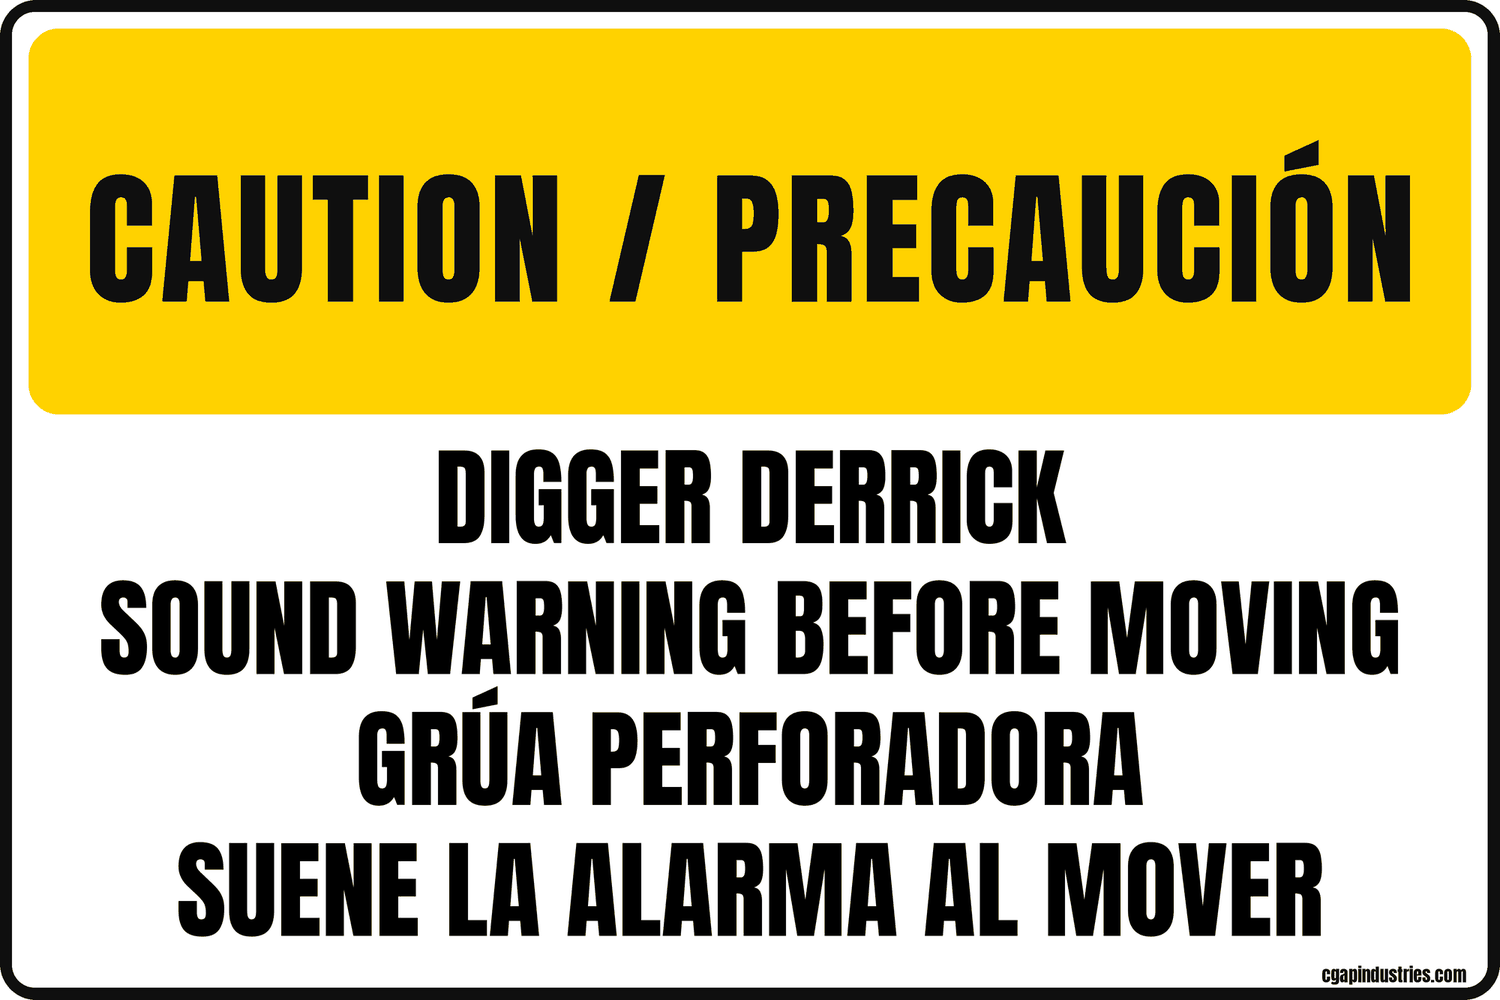 CAUTION / PRECAUCIÓN
DIGGER DERRICK
SOUND WARNING BEFORE MOVING
GRÚA PERFORADORA
SUENE LA ALARMA AL MOVER
cgapindustries.com